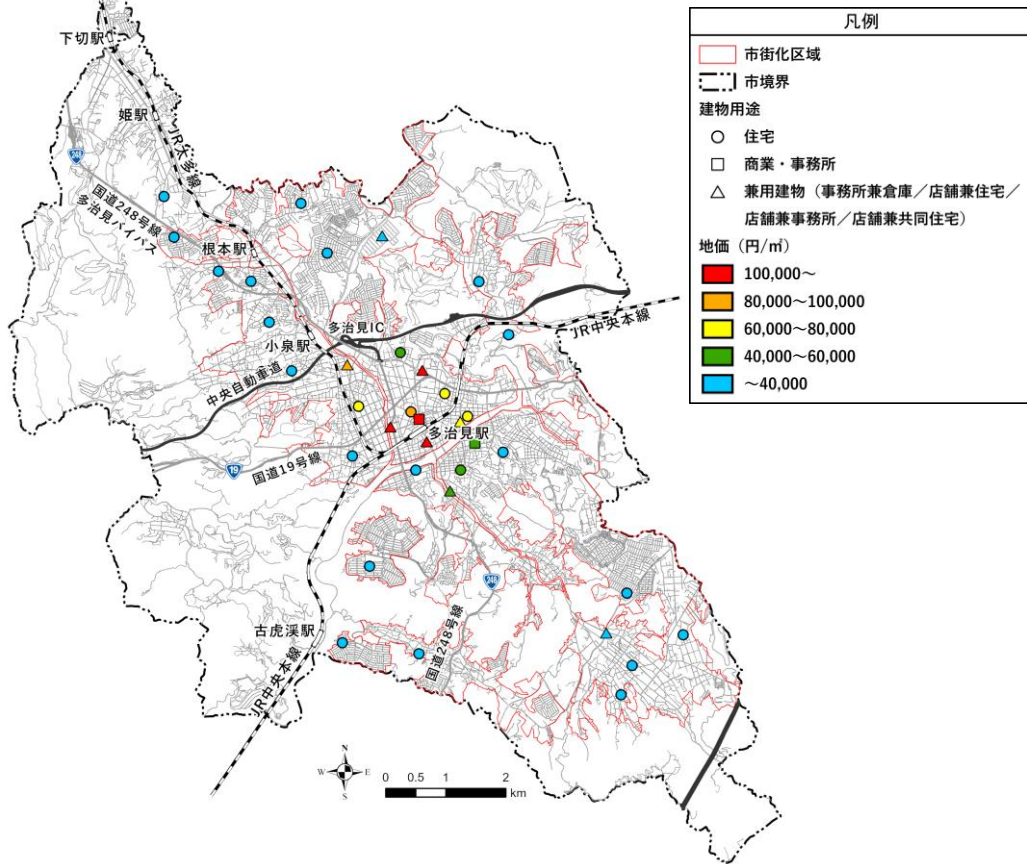 下切駅
姫駅
JR太多線
248
国道248号線
多治見バイパス
根本駅
多治見IC
小泉駅
中央自動車道
JR中央本線
多治見駅
19
国道19号線
248
古虎渓駅
国道248号線
JR中央本線
N
W
E
S
0 0.5 1 2
km
凡例
市街化区域
市境界
建物用途
住宅
商業・事務所
兼用建物（事務所兼倉庫／店舗兼住宅／
店舗兼事務所／店舗兼共同住宅）
地価（円/㎡）
100,000～
80,000～100,000
60,000～80,000
40,000～60,000
～40,000